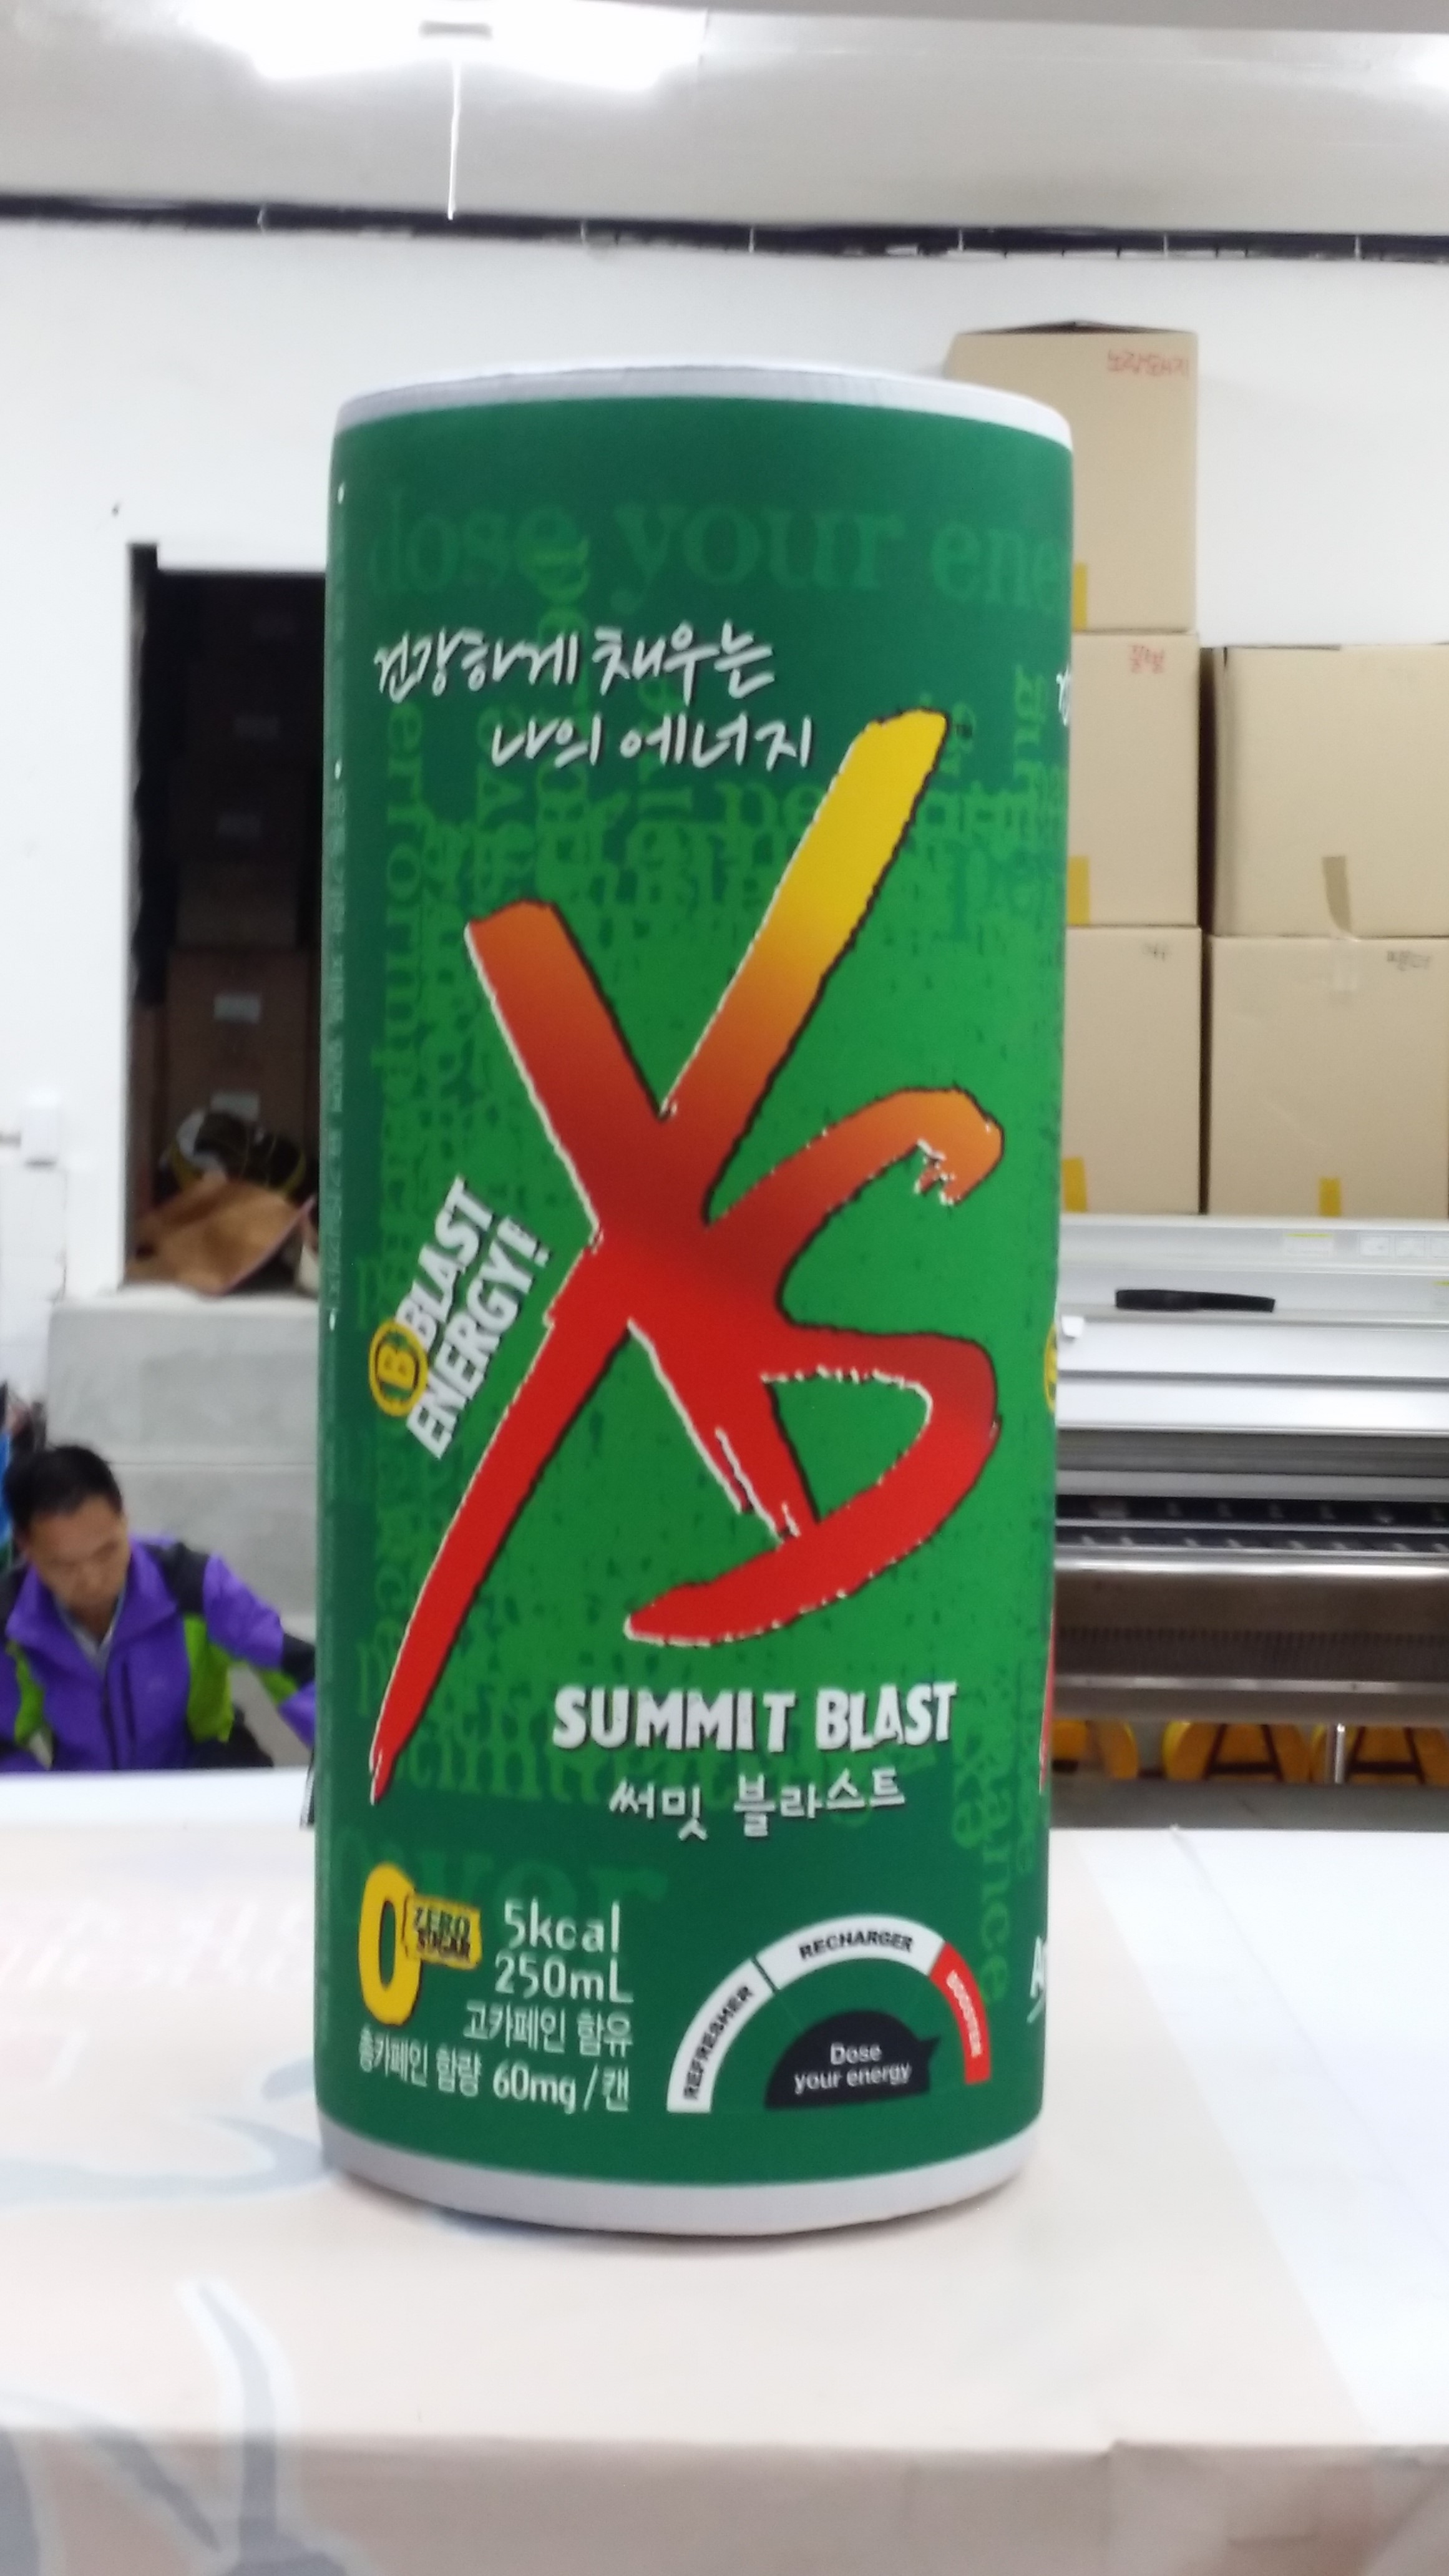 dose your ene
건강하게 채우는
나의 에너지
XS
B BLAST
ENERGY!
SUMMIT BLAST
써밋 블라스트
0 ZERO
SUGAR
5kcal
250mL
고카페인 함유
총카페인 함량 60mg/캔
REFRESHER
RECHARGER
BOOSTER
Dose
your energy